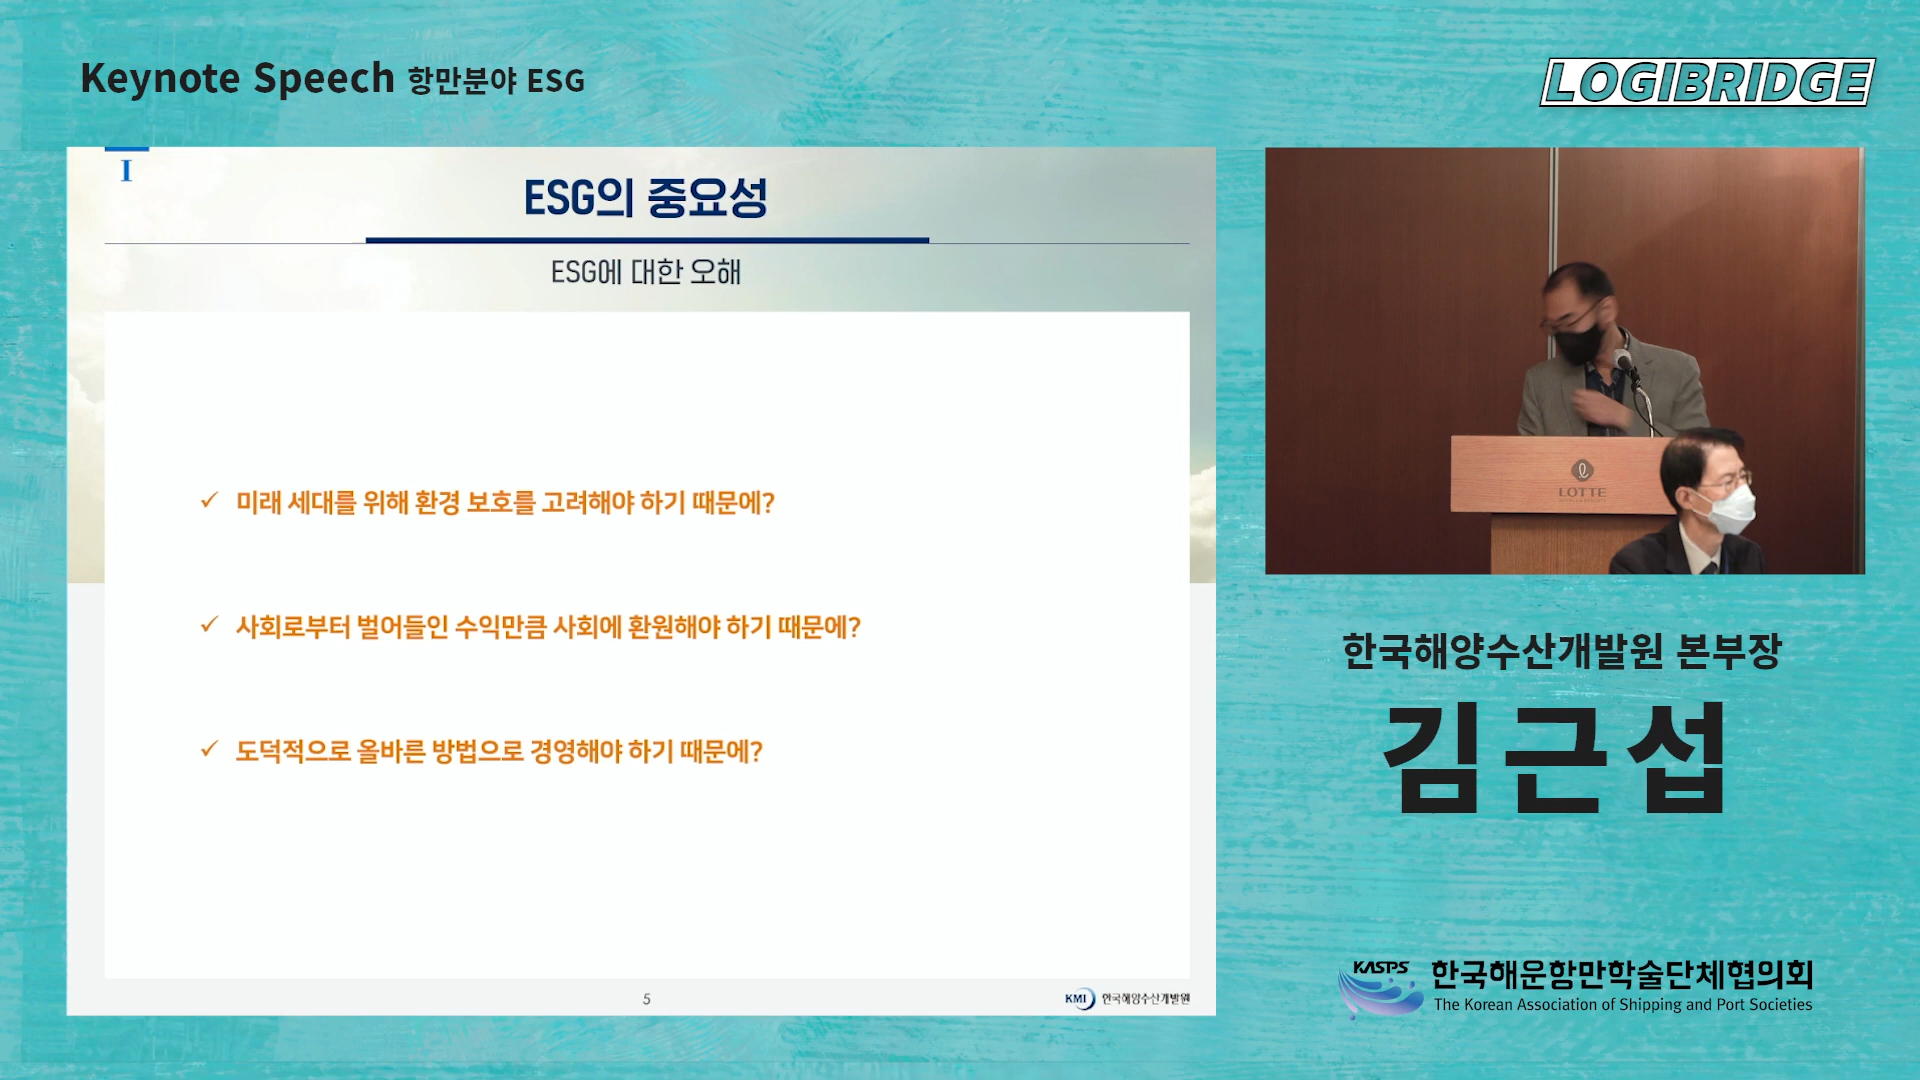 Keynote Speech 항만분야 ESG
LOGIBRIDGE
I
ESG의 중요성
ESG에 대한 오해
✓ 미래 세대를 위해 환경 보호를 고려해야 하기 때문에?
✓ 사회로부터 벌어들인 수익만큼 사회에 환원해야 하기 때문에?
✓ 도덕적으로 올바른 방법으로 경영해야 하기 때문에?
5
KMI 한국해양수산개발원
LOTTE
한국해양수산개발원 본부장
김근섭
KASPS 한국해운항만학술단체협의회
The Korean Association of Shipping and Port Societies